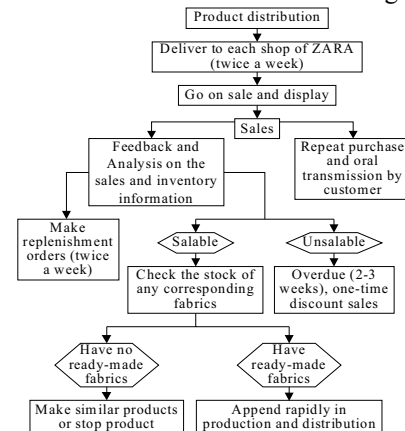 Product distribution
Deliver to each shop of ZARA
(twice a week)
Go on sale and display
Sales
Feedback and
Analysis on the
sales and inventory
information
Repeat purchase
and oral
transmission by
customer
Make
replenishment
orders (twice
a week)
Salable
Unsalable
Check the stock of
any corresponding
fabrics
Overdue (2-3
weeks), one-time
discount sales
Have no
ready-made
fabrics
Have
ready-made
fabrics
Make similar products
or stop product
Append rapidly in
production and distribution